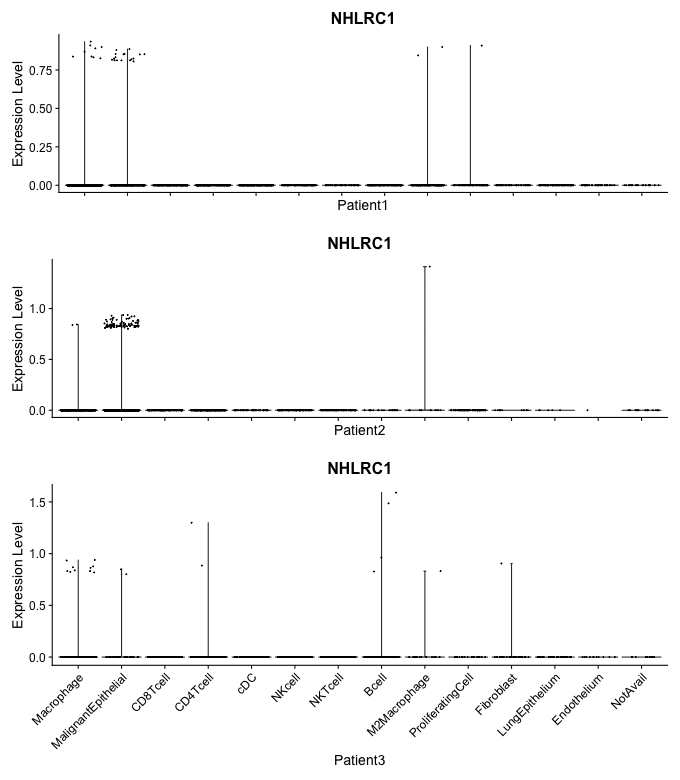 NHLRC1
Expression Level
0.75
0.50
0.25
0.00
Patient1
NHLRC1
Expression Level
1.0
0.5
0.0
Patient2
NHLRC1
Expression Level
1.5
1.0
0.5
0.0
Macrophage
MalignantEpithelial
CD8Tcell
CD4Tcell
cDC
NKcell
NKTcell
Bcell
M2Macrophage
ProliferatingCell
Fibroblast
LungEpithelium
Endothelium
NotAvail
Patient3